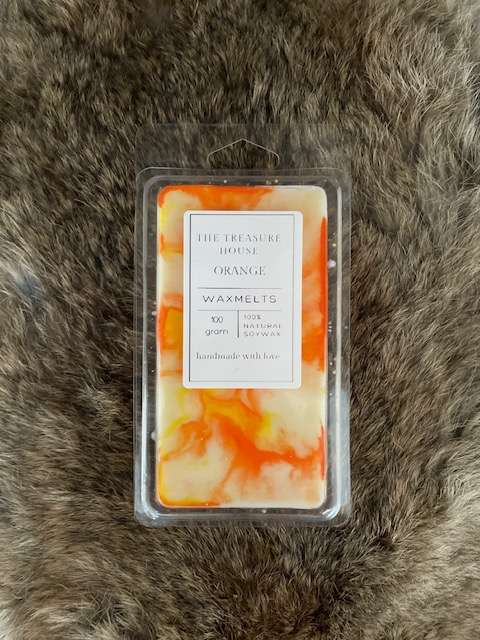 THE TREASURE
HOUSE
ORANGE
WAXMELTS
100
gram
100%
NATURAL
SOYWAX
handmade with love